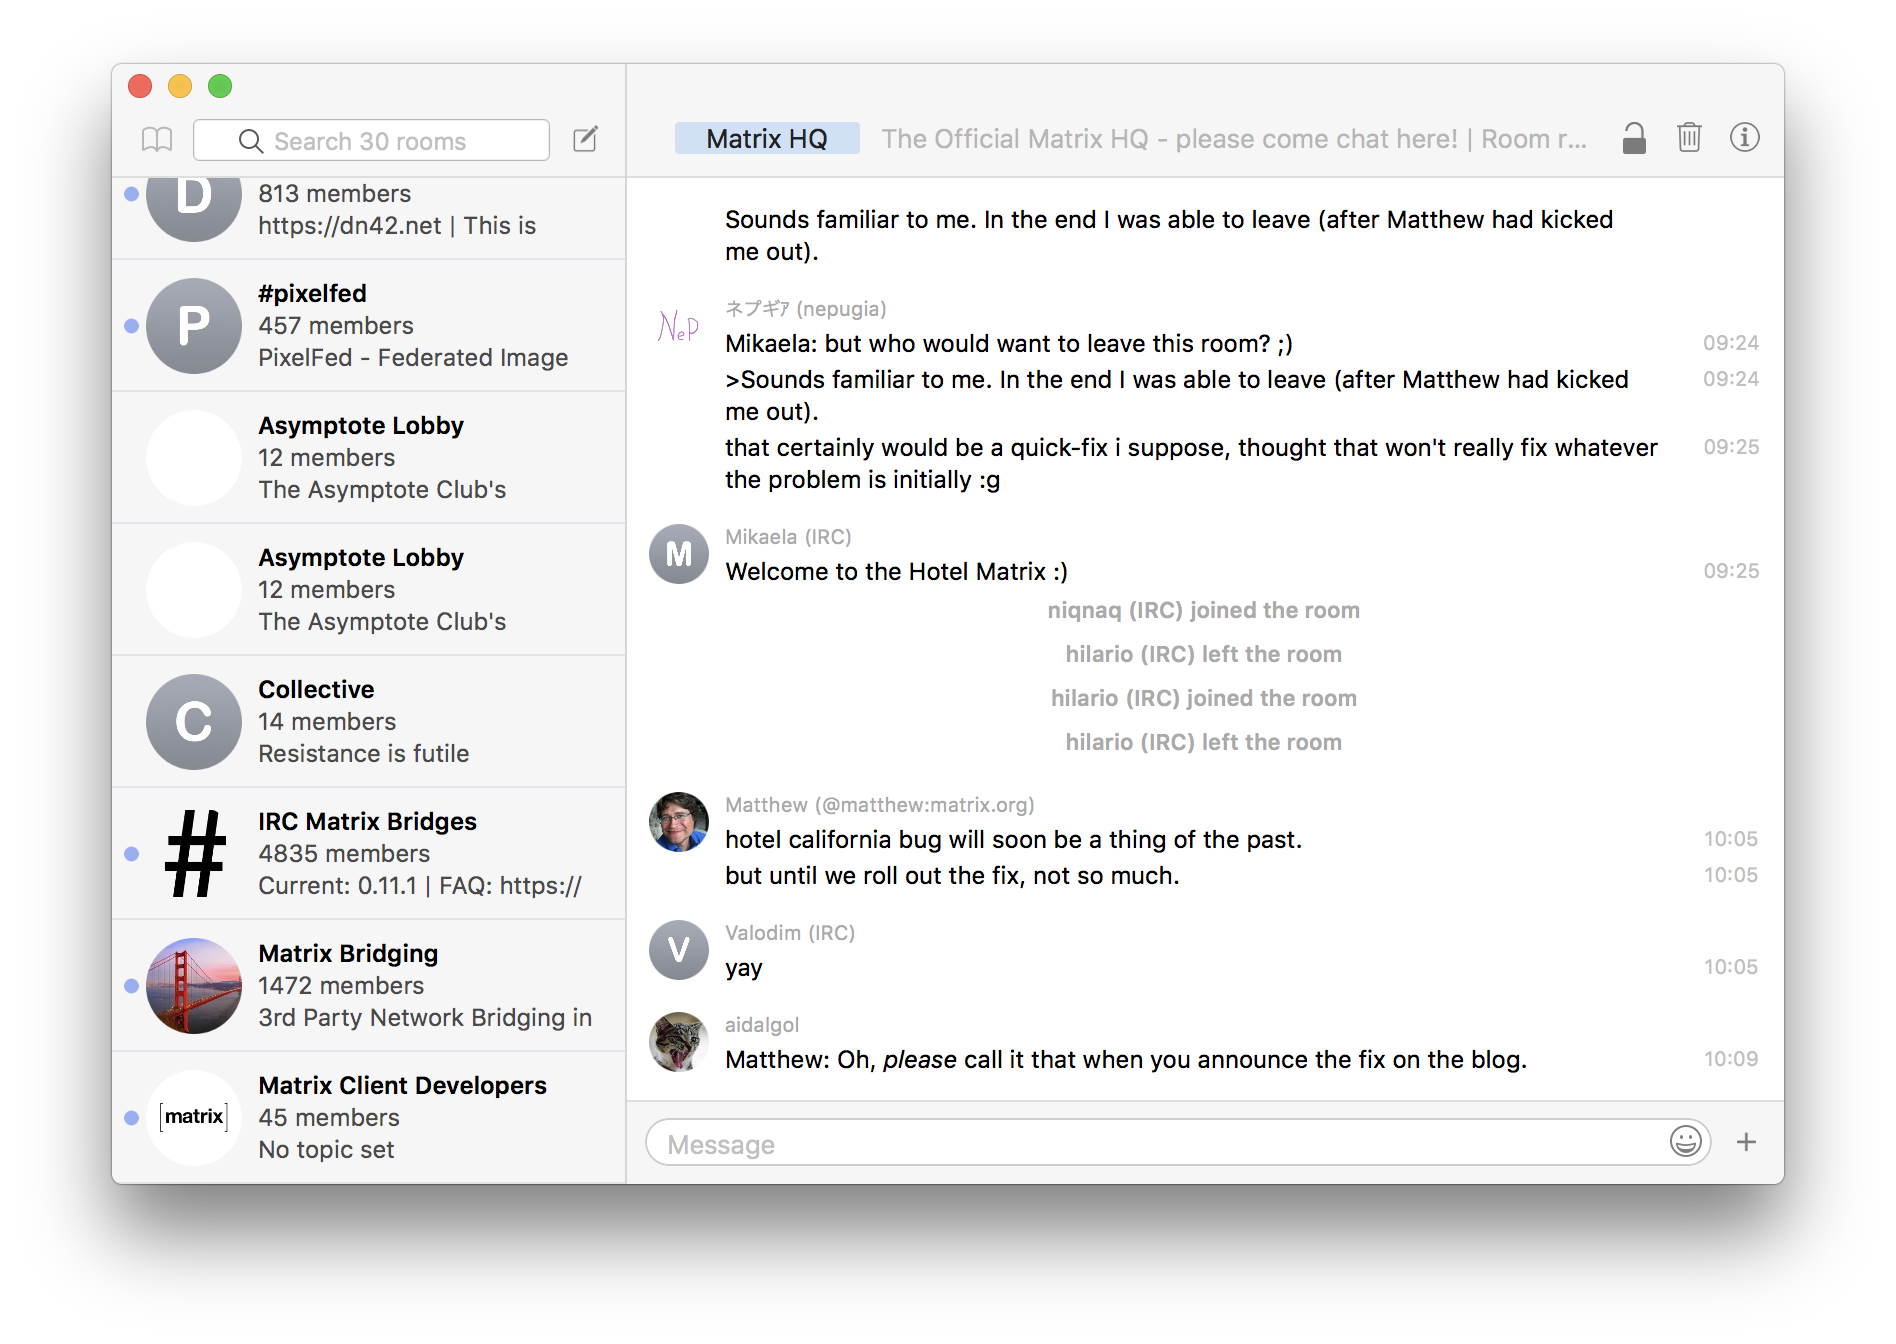 Search 30 rooms
D
813 members
https://dn42.net | This is
P
#pixelfed
457 members
PixelFed - Federated Image
Asymptote Lobby
12 members
The Asymptote Club's
Asymptote Lobby
12 members
The Asymptote Club's
C
Collective
14 members
Resistance is futile
#
IRC Matrix Bridges
4835 members
Current: 0.11.1 | FAQ: https://
Matrix Bridging
1472 members
3rd Party Network Bridging in
[matrix]
Matrix Client Developers
45 members
No topic set
Matrix HQ The Official Matrix HQ - please come chat here! | Room r...
Sounds familiar to me. In the end I was able to leave (after Matthew had kicked
me out).
NeP
ネプギア (nepugia)
Mikaela: but who would want to leave this room? ;) 09:24
>Sounds familiar to me. In the end I was able to leave (after Matthew had kicked 09:24
me out).
that certainly would be a quick-fix i suppose, thought that won't really fix whatever 09:25
the problem is initially :g
M
Mikaela (IRC)
Welcome to the Hotel Matrix :) 09:25
niqnaq (IRC) joined the room
hilario (IRC) left the room
hilario (IRC) joined the room
hilario (IRC) left the room
Matthew (@matthew:matrix.org)
hotel california bug will soon be a thing of the past. 10:05
but until we roll out the fix, not so much. 10:05
V
Valodim (IRC)
yay 10:05
aidalgol
Matthew: Oh, please call it that when you announce the fix on the blog. 10:09
Message